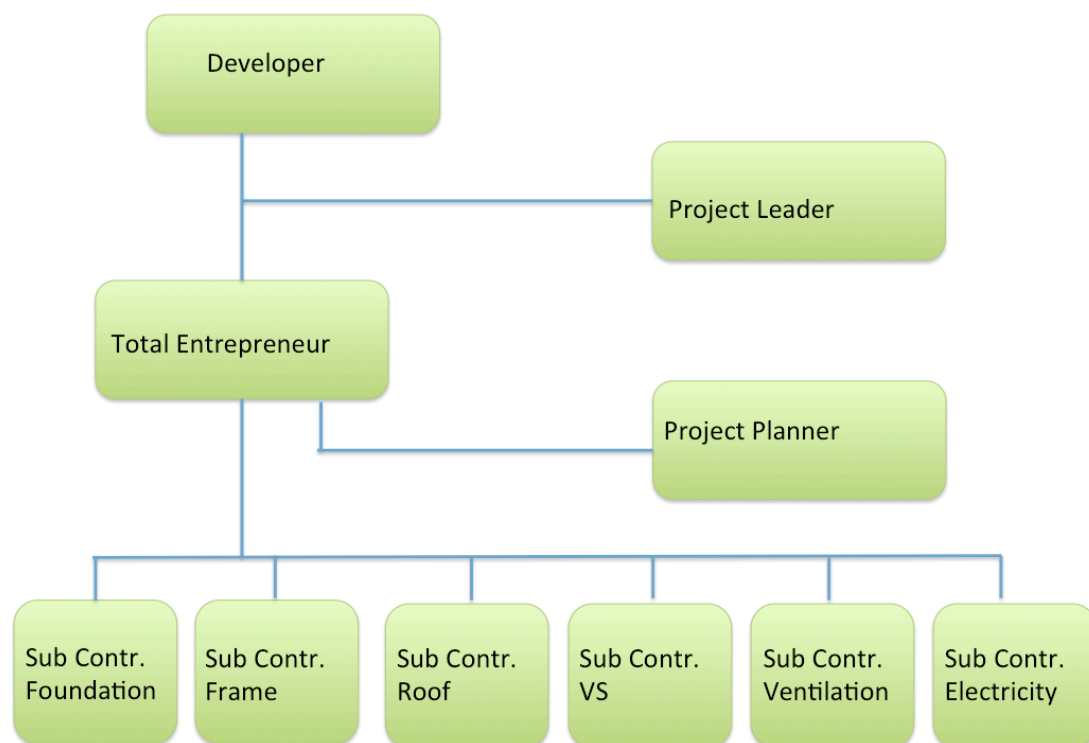 Developer
Project Leader
Total Entrepreneur
Project Planner
Sub Contr.
Foundation
Sub Contr.
Frame
Sub Contr.
Roof
Sub Contr.
VS
Sub Contr.
Ventilation
Sub Contr.
Electricity